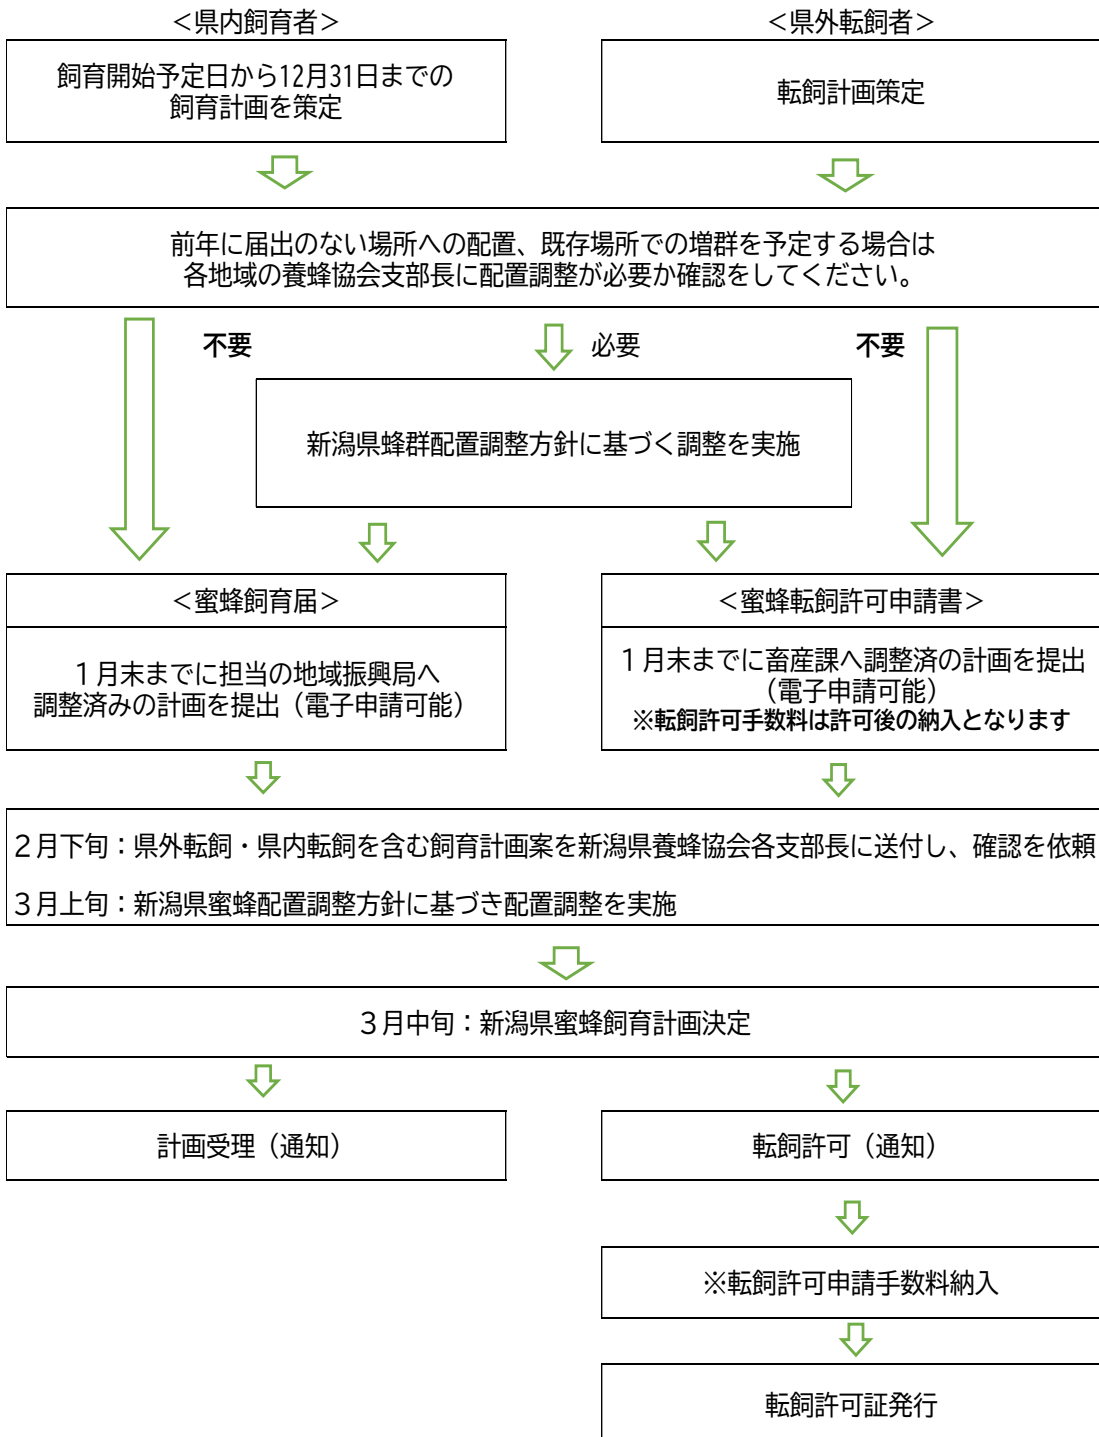 ＜県内飼育者＞
＜県外転飼者＞
飼育開始予定日から12月31日までの
飼育計画を策定
転飼計画策定
前年に届出のない場所への配置、既存場所での増群を予定する場合は
各地域の養蜂協会支部長に配置調整が必要か確認をしてください。
不要
必要
不要
新潟県蜂群配置調整方針に基づく調整を実施
＜蜜蜂飼育届＞
１月末までに担当の地域振興局へ
調整済みの計画を提出（電子申請可能）
＜蜜蜂転飼許可申請書＞
１月末までに畜産課へ調整済の計画を提出
（電子申請可能）
※転飼許可手数料は許可後の納入となります
２月下旬：県外転飼・県内転飼を含む飼育計画案を新潟県養蜂協会各支部長に送付し、確認を依頼
３月上旬：新潟県蜜蜂配置調整方針に基づき配置調整を実施
３月中旬：新潟県蜜蜂飼育計画決定
計画受理（通知）
転飼許可（通知）
※転飼許可申請手数料納入
転飼許可証発行